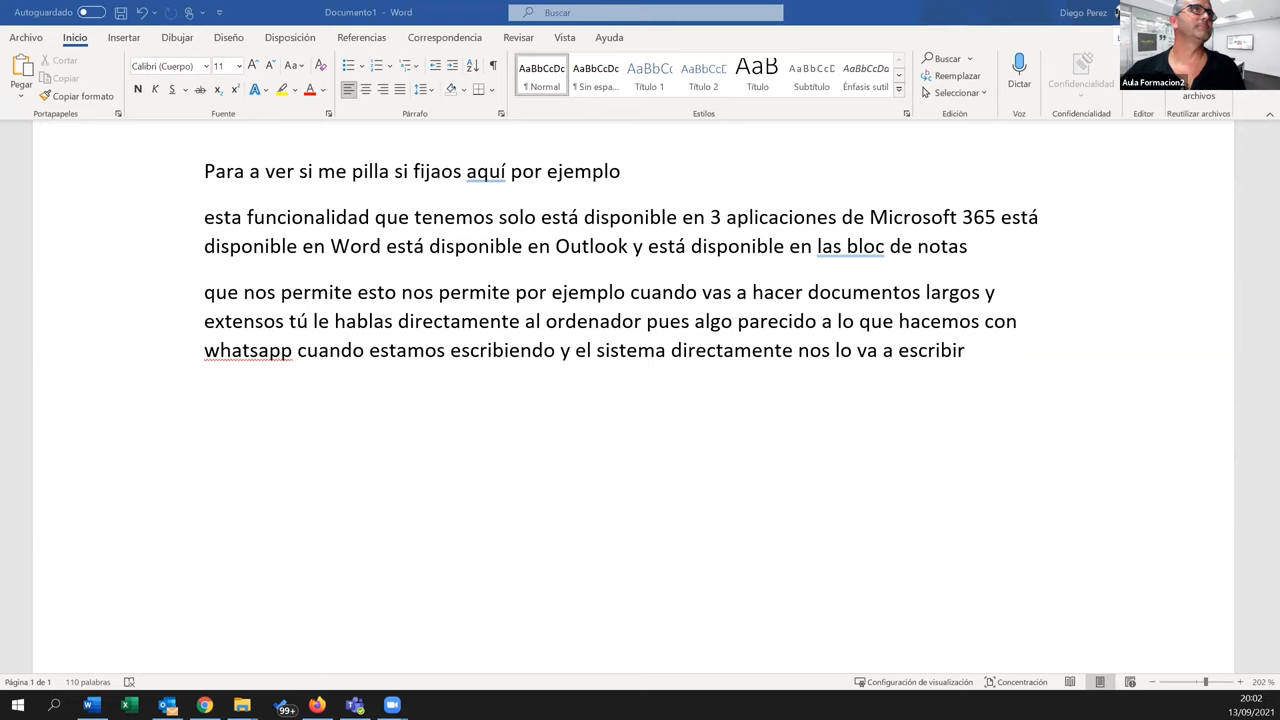 Autoguardado
Documento1 - Word
Buscar
Diego Perez
Archivo Inicio Insertar Dibujar Diseño Disposición Referencias Correspondencia Revisar Vista Ayuda
Pegar
Cortar
Copiar
Copiar formato
Portapapeles
Calibri (Cuerpo) 11
Fuente
Párrafo
AaBbCcDc ¶ Normal
AaBbCcDc ¶ Sin espa...
AaBbCc Título 1
AaBbCcE Título 2
AaB Título
AaBbCcD Subtítulo
AaBbCcDc Énfasis sutil
Estilos
Buscar
Reemplazar
Seleccionar
Edición
Dictar
Voz
Confidencialidad
Confidencialidad
Editor
archivos
Reutilizar archivos
Aula Formacion2
Para a ver si me pilla si fijaos aquí por ejemplo
esta funcionalidad que tenemos solo está disponible en 3 aplicaciones de Microsoft 365 está
disponible en Word está disponible en Outlook y está disponible en las bloc de notas
que nos permite esto nos permite por ejemplo cuando vas a hacer documentos largos y
extensos tú le hablas directamente al ordenador pues algo parecido a lo que hacemos con
whatsapp cuando estamos escribiendo y el sistema directamente nos lo va a escribir
Página 1 de 1 110 palabras
Configuración de visualización
Concentración
202 %
99+
20:02
13/09/2021